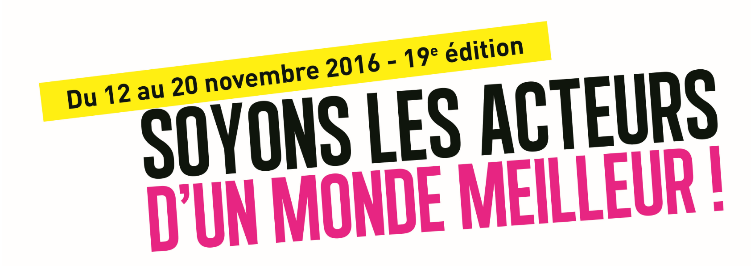 Du 12 au 20 novembre 2016 - 19e édition
SOYONS LES ACTEURS
D'UN MONDE MEILLEUR !